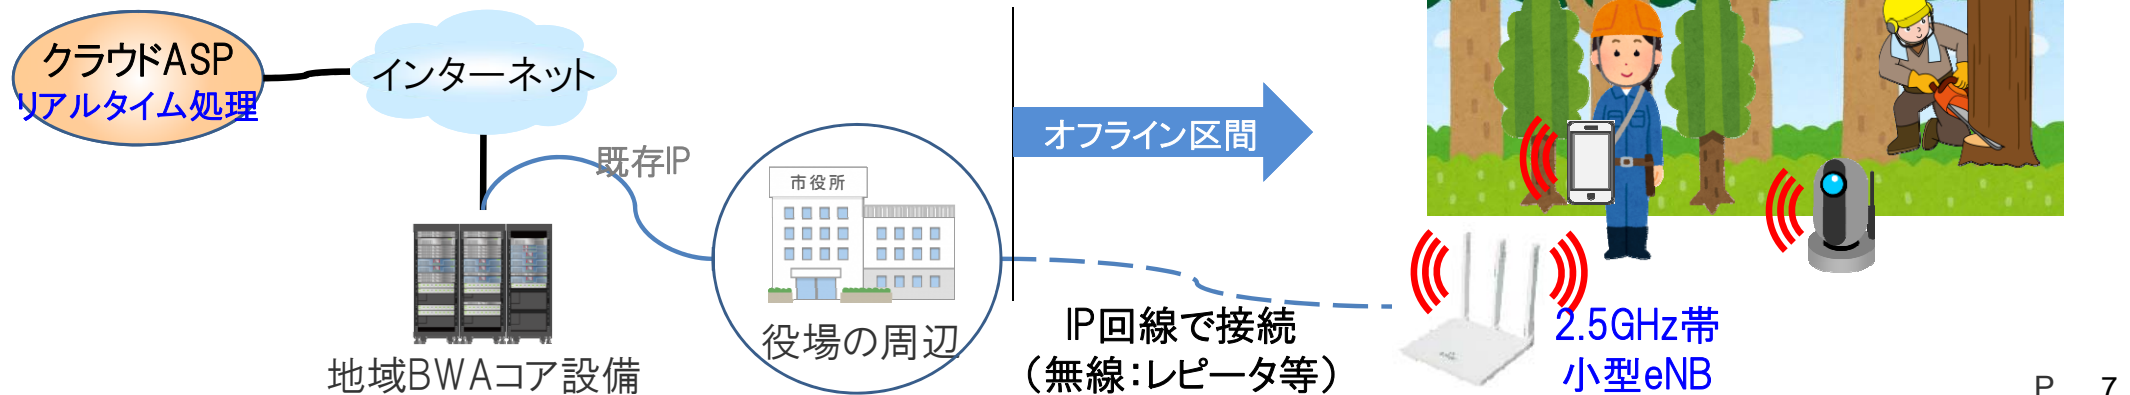 クラウドASP
リアルタイム処理
インターネット
既存IP
市役所
役場の周辺
地域BWAコア設備
オフライン区間
IP回線で接続
（無線：レピータ等）
2.5GHz帯
小型eNB
P 7